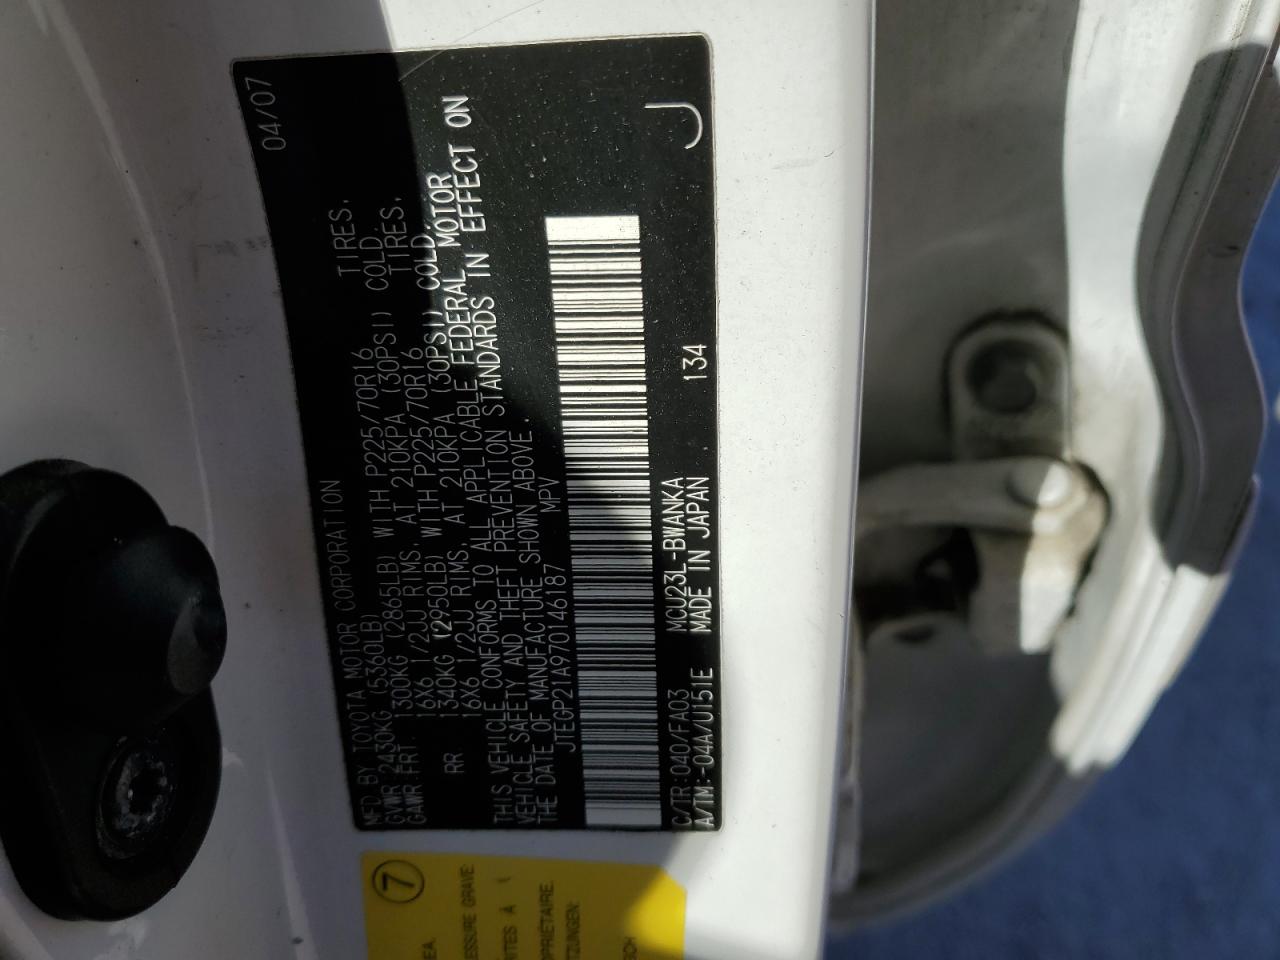 MFD. BY TOYOTA MOTOR CORPORATION 04/07
GVWR 2430KG (5360LB)
GAWR FRT. 1300KG (2865LB) WITH P225/70R16 TIRES,
16X6 1/2JJ RIMS, AT 210KPA (30PSI) COLD.
RR 1340KG (2950LB) WITH P225/70R16 TIRES,
16X6 1/2JJ RIMS, AT 210KPA (30PSI) COLD.
THIS VEHICLE CONFORMS TO ALL APPLICABLE FEDERAL MOTOR
VEHICLE SAFETY AND THEFT PREVENTION STANDARDS IN EFFECT ON
THE DATE OF MANUFACTURE SHOWN ABOVE.
JTEGP21A970146187 MPV
J
C/TR:040/FA03 MCU23L-BWANKA
A/TM:-04A/U151E MADE IN JAPAN 134
7
ESSURE GRAVE:
À
OPRIÉTAIRE.
TZUNGEN: